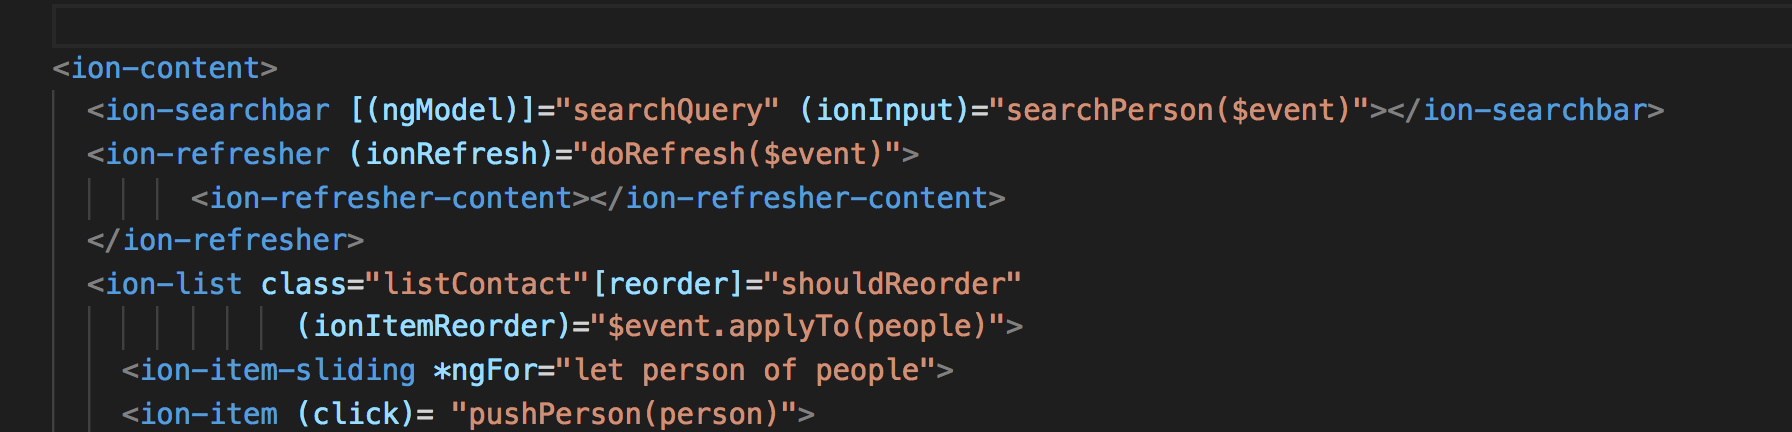 <ion-content>
<ion-searchbar [(ngModel)]="searchQuery" (ionInput)="searchPerson($event)"></ion-searchbar>
<ion-refresher (ionRefresh)="doRefresh($event)">
<ion-refresher-content></ion-refresher-content>
</ion-refresher>
<ion-list class="listContact"[reorder]="shouldReorder"
(ionItemReorder)="$event.applyTo(people)">
<ion-item-sliding *ngFor="let person of people">
<ion-item (click)= "pushPerson(person)">